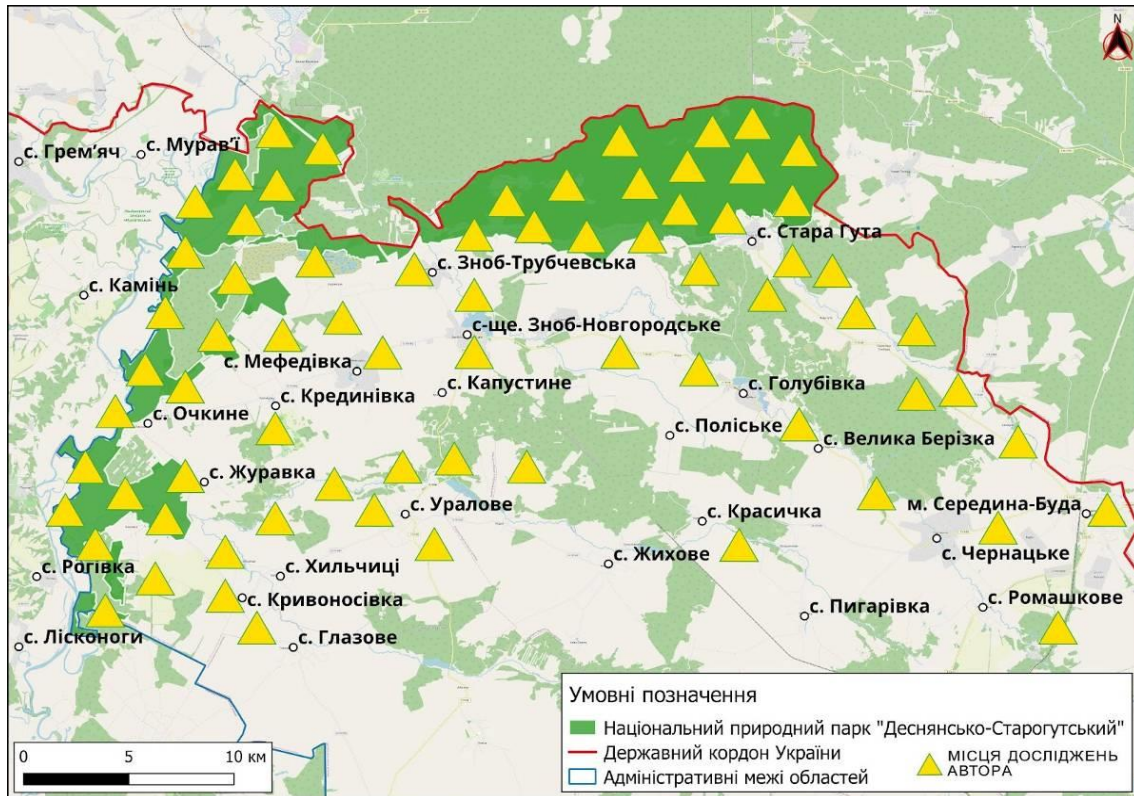 N
с. Грем’яч
с. Мурав’ї
с. Стара Гута
с. Зноб-Трубчевська
с. Камінь
с-ще. Зноб-Новгородське
с. Мефедівка
с. Капустине
с. Голубівка
с. Крединівка
с. Очкине
с. Поліське
с. Велика Берізка
с. Журавка
с. Уралове
м. Середина-Буда
с. Красичка
с. Чернацьке
с. Жихове
с. Рогівка
с. Хильчиці
с. Кривоносівка
с. Пигарівка
с. Ромашкове
с. Лісконоги
с. Глазове
Умовні позначення
Національний природний парк "Деснянсько-Старогутський"
Державний кордон України
Адміністративні межі областей
МІСЦЯ ДОСЛІДЖЕНЬ
АВТОРА
0 5 10 км